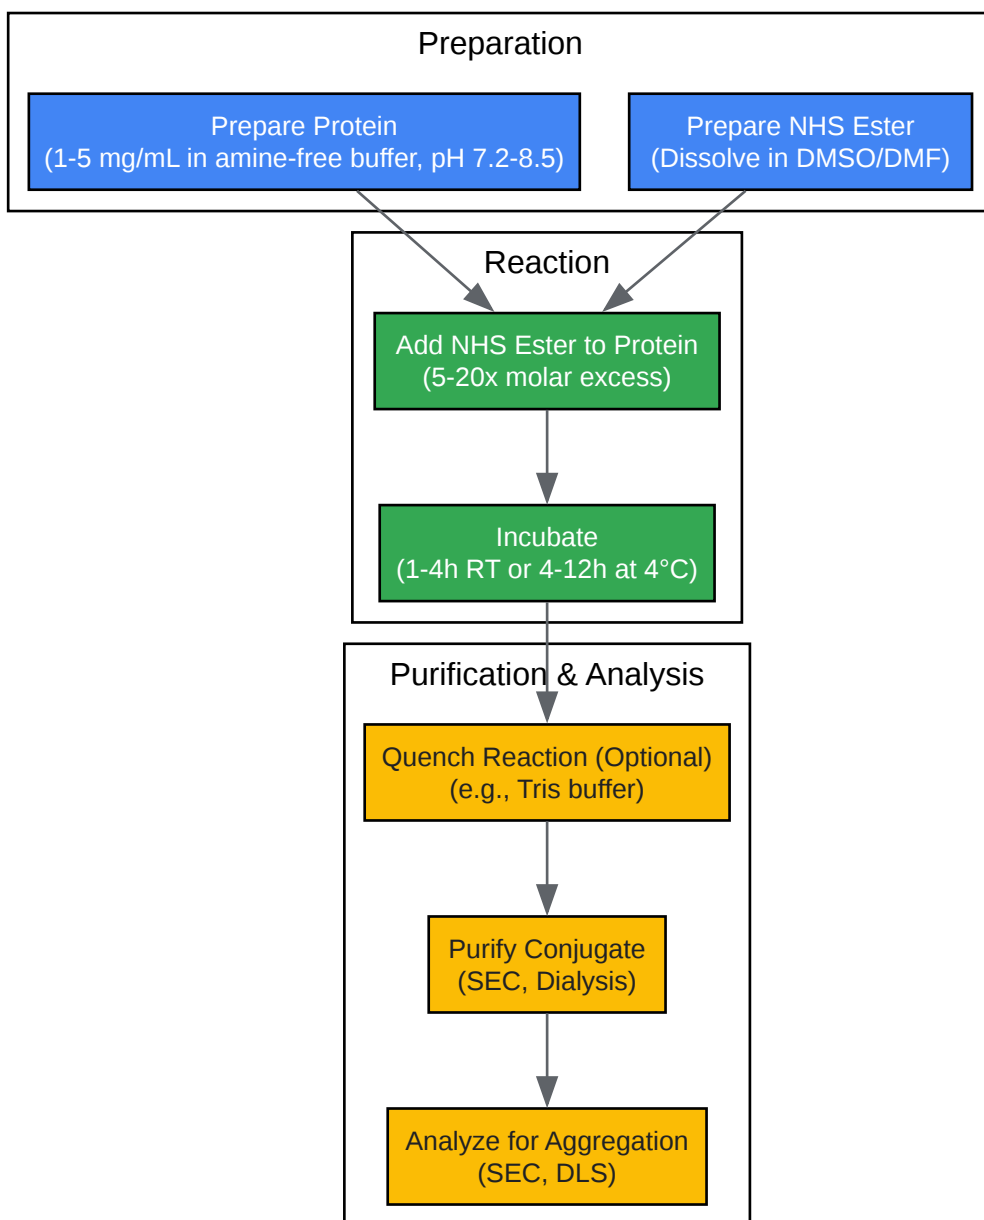 Preparation
Prepare Protein
(1-5 mg/mL in amine-free buffer, pH 7.2-8.5)
Prepare NHS Ester
(Dissolve in DMSO/DMF)
Reaction
Add NHS Ester to Protein
(5-20x molar excess)
Incubate
(1-4h RT or 4-12h at 4°C)
Purification & Analysis
Quench Reaction (Optional)
(e.g., Tris buffer)
Purify Conjugate
(SEC, Dialysis)
Analyze for Aggregation
(SEC, DLS)